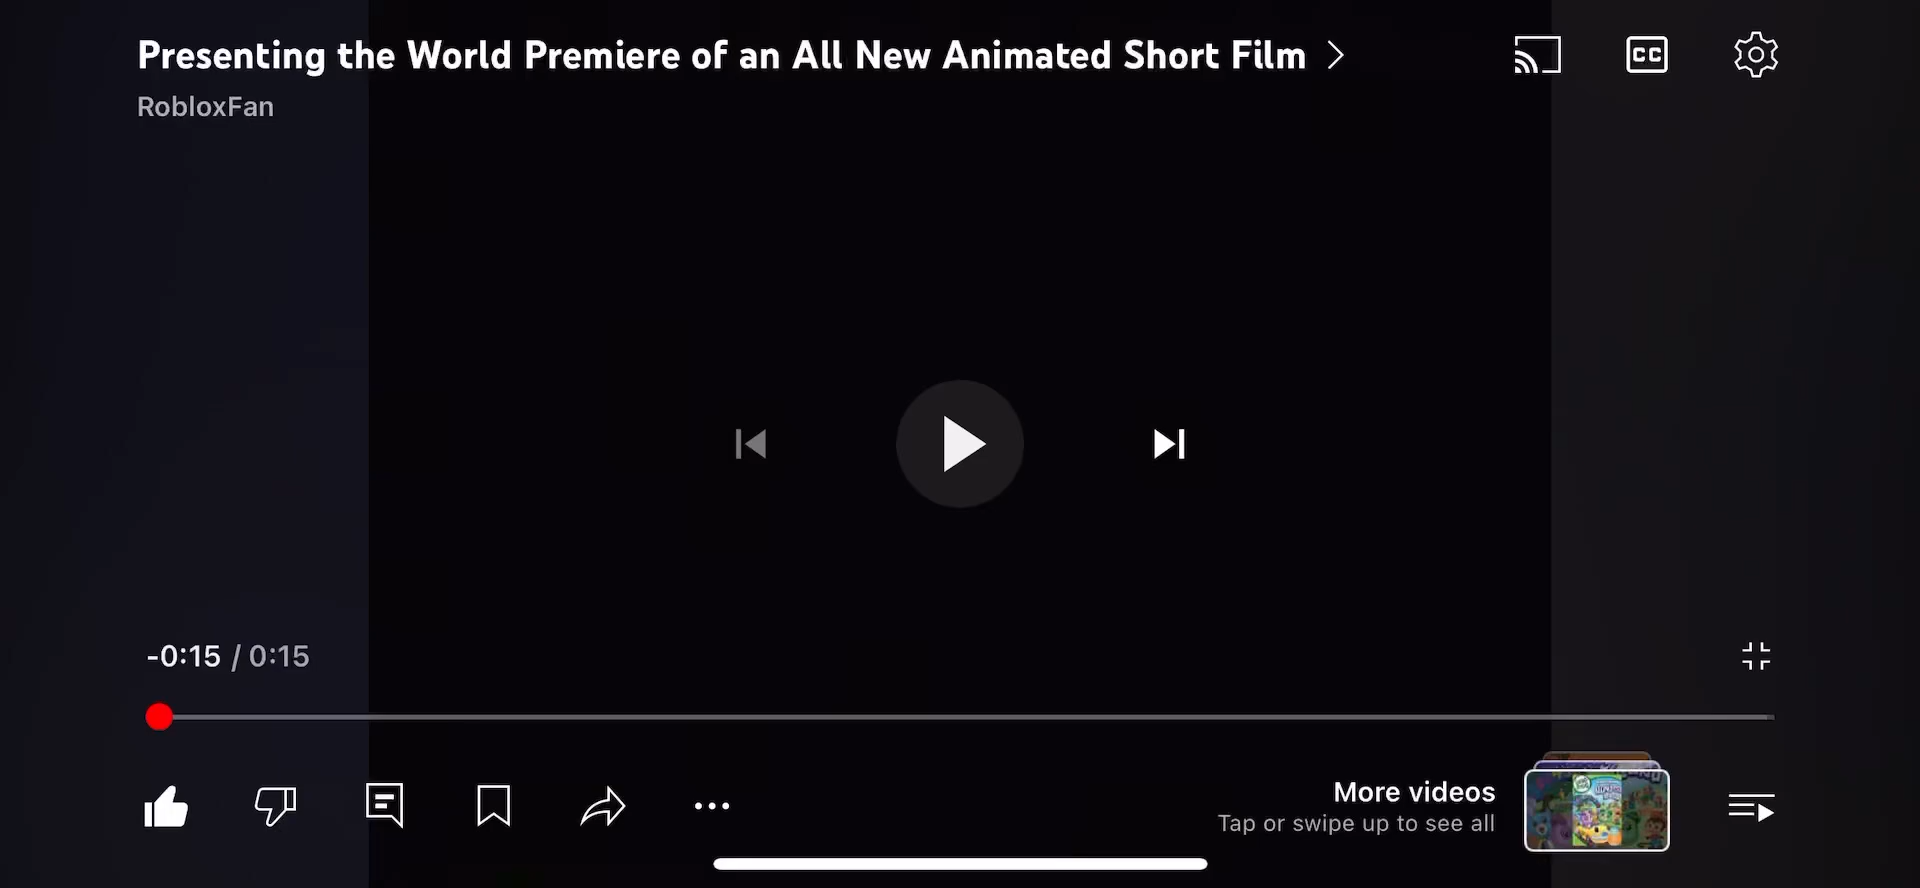 Presenting the World Premiere of an All New Animated Short Film
RobloxFan
CC
-0:15 / 0:15
More videos
Tap or swipe up to see all